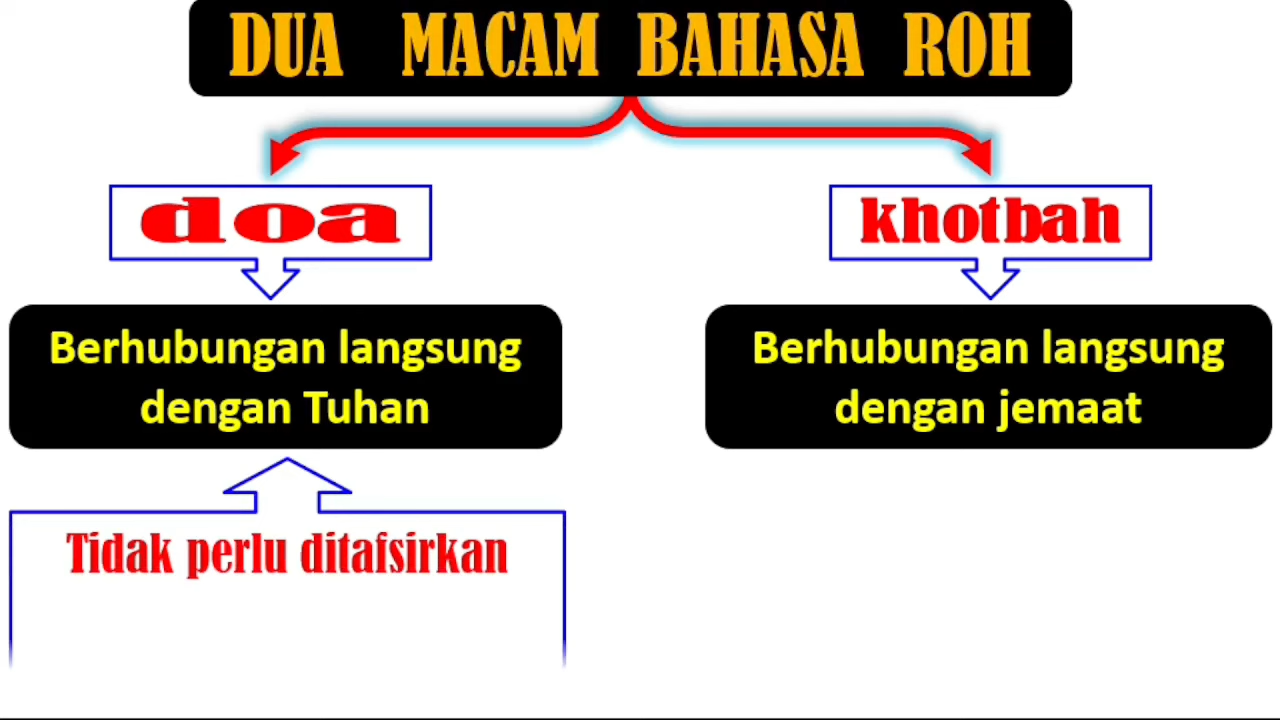 DUA MACAM BAHASA ROH
doa
khotbah
Berhubungan langsung
dengan Tuhan
Berhubungan langsung
dengan jemaat
Tidak perlu ditafsirkan